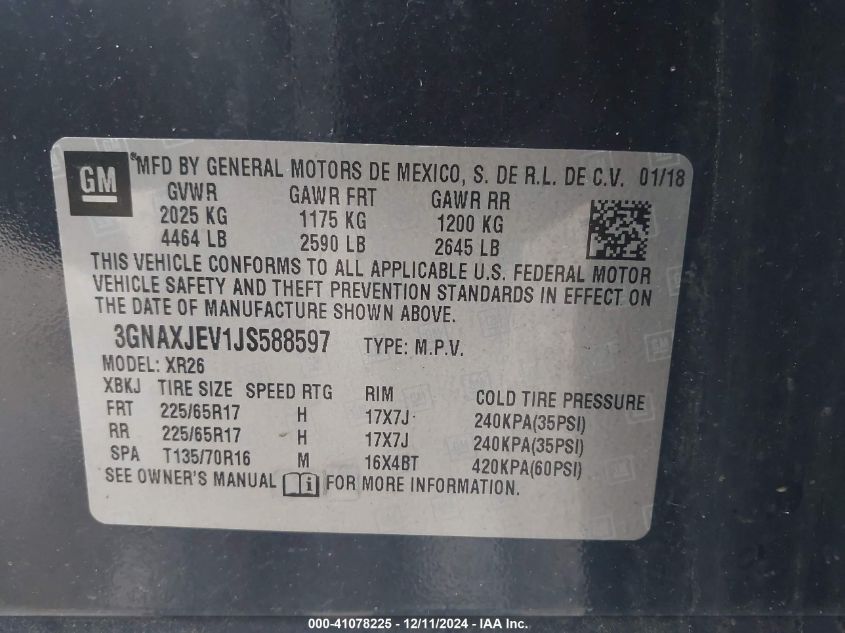 GM
®MFD BY GENERAL MOTORS DE MEXICO, S. DE R.L. DE C.V. 01/18
GVWR GAWR FRT GAWR RR
2025 KG 1175 KG 1200 KG
4464 LB 2590 LB 2645 LB
THIS VEHICLE CONFORMS TO ALL APPLICABLE U.S. FEDERAL MOTOR
VEHICLE SAFETY AND THEFT PREVENTION STANDARDS IN EFFECT ON
THE DATE OF MANUFACTURE SHOWN ABOVE.
3GNAXJEV1JS588597 TYPE: M.P.V.
MODEL: XR26
XBKJ TIRE SIZE SPEED RTG RIM COLD TIRE PRESSURE
FRT 225/65R17 H 17X7J 240KPA(35PSI)
RR 225/65R17 H 17X7J 240KPA(35PSI)
SPA T135/70R16 M 16X4BT 420KPA(60PSI)
SEE OWNER'S MANUAL i FOR MORE INFORMATION.
000-41078225 - 12/11/2024 - IAA Inc.